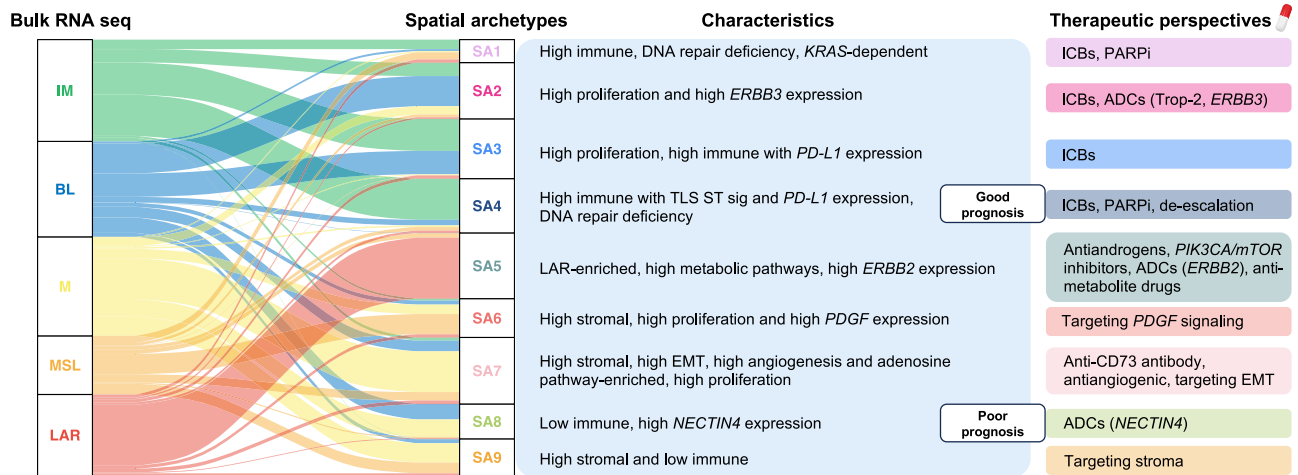 Bulk RNA seq
Spatial archetypes
Characteristics
Therapeutic perspectives
IM
BL
M
MSL
LAR
SA1
High immune, DNA repair deficiency, KRAS-dependent
ICBs, PARPi
SA2
High proliferation and high ERBB3 expression
ICBs, ADCs (Trop-2, ERBB3)
SA3
High proliferation, high immune with PD-L1 expression
ICBs
SA4
High immune with TLS ST sig and PD-L1 expression,
DNA repair deficiency
Good
prognosis
ICBs, PARPi, de-escalation
SA5
LAR-enriched, high metabolic pathways, high ERBB2 expression
Antiandrogens, PIK3CA/mTOR
inhibitors, ADCs (ERBB2), anti-
metabolite drugs
SA6
High stromal, high proliferation and high PDGF expression
Targeting PDGF signaling
SA7
High stromal, high EMT, high angiogenesis and adenosine
pathway-enriched, high proliferation
Anti-CD73 antibody,
antiangiogenic, targeting EMT
SA8
Low immune, high NECTIN4 expression
Poor
prognosis
ADCs (NECTIN4)
SA9
High stromal and low immune
Targeting stroma